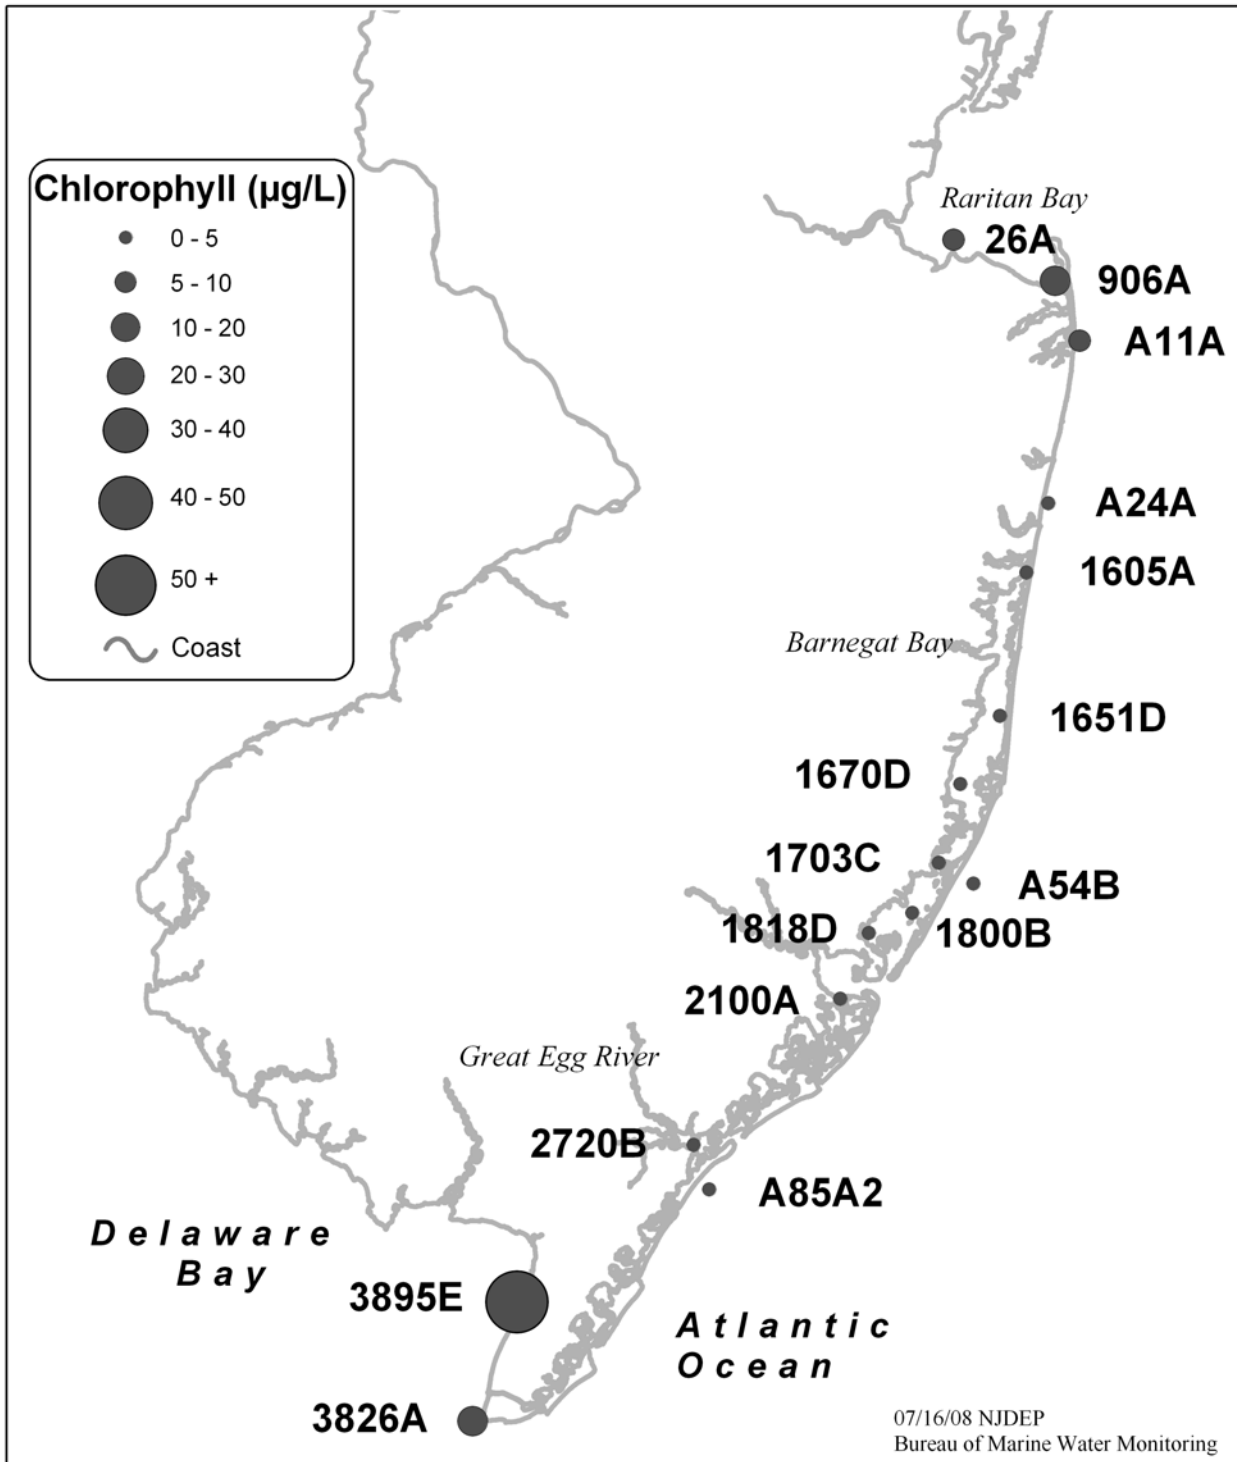 Chlorophyll (µg/L)
0 - 5
5 - 10
10 - 20
20 - 30
30 - 40
40 - 50
50 +
Coast
Raritan Bay
26A
906A
A11A
A24A
1605A
Barnegat Bay
1651D
1670D
1703C
A54B
1818D
1800B
2100A
Great Egg River
2720B
A85A2
Delaware
Bay
3895E
Atlantic
Ocean
3826A
07/16/08 NJDEP
Bureau of Marine Water Monitoring